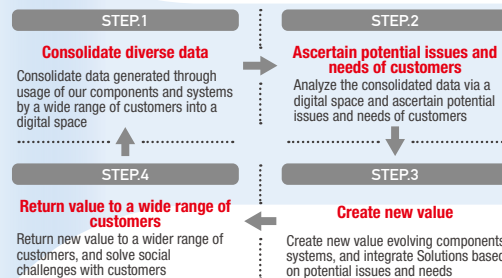 STEP.1
Consolidate diverse data
Consolidate data generated through
usage of our components and systems
by a wide range of customers into a
digital space
STEP.2
Ascertain potential issues and
needs of customers
Analyze the consolidated data via a
digital space and ascertain potential
issues and needs of customers
STEP.3
Create new value
Create new value evolving components
systems, and integrate Solutions based
on potential issues and needs
STEP.4
Return value to a wide range of
customers
Return new value to a wider range of
customers, and solve social
challenges with customers